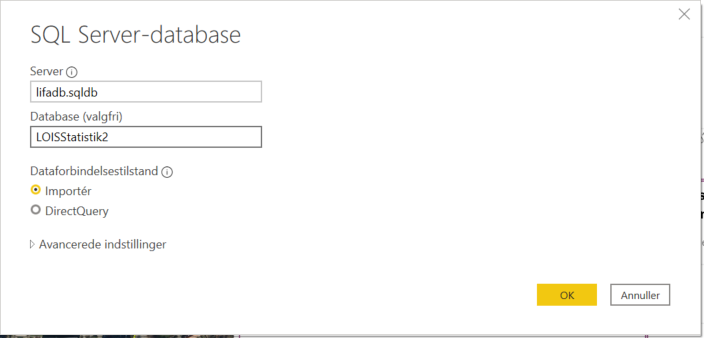 SQL Server-database
Server
lifadb.sqldb
Database (valgfri)
LOISStatistik2
Dataforbindelsestilstand
Importér
DirectQuery
Avancerede indstillinger
OK
Annuller